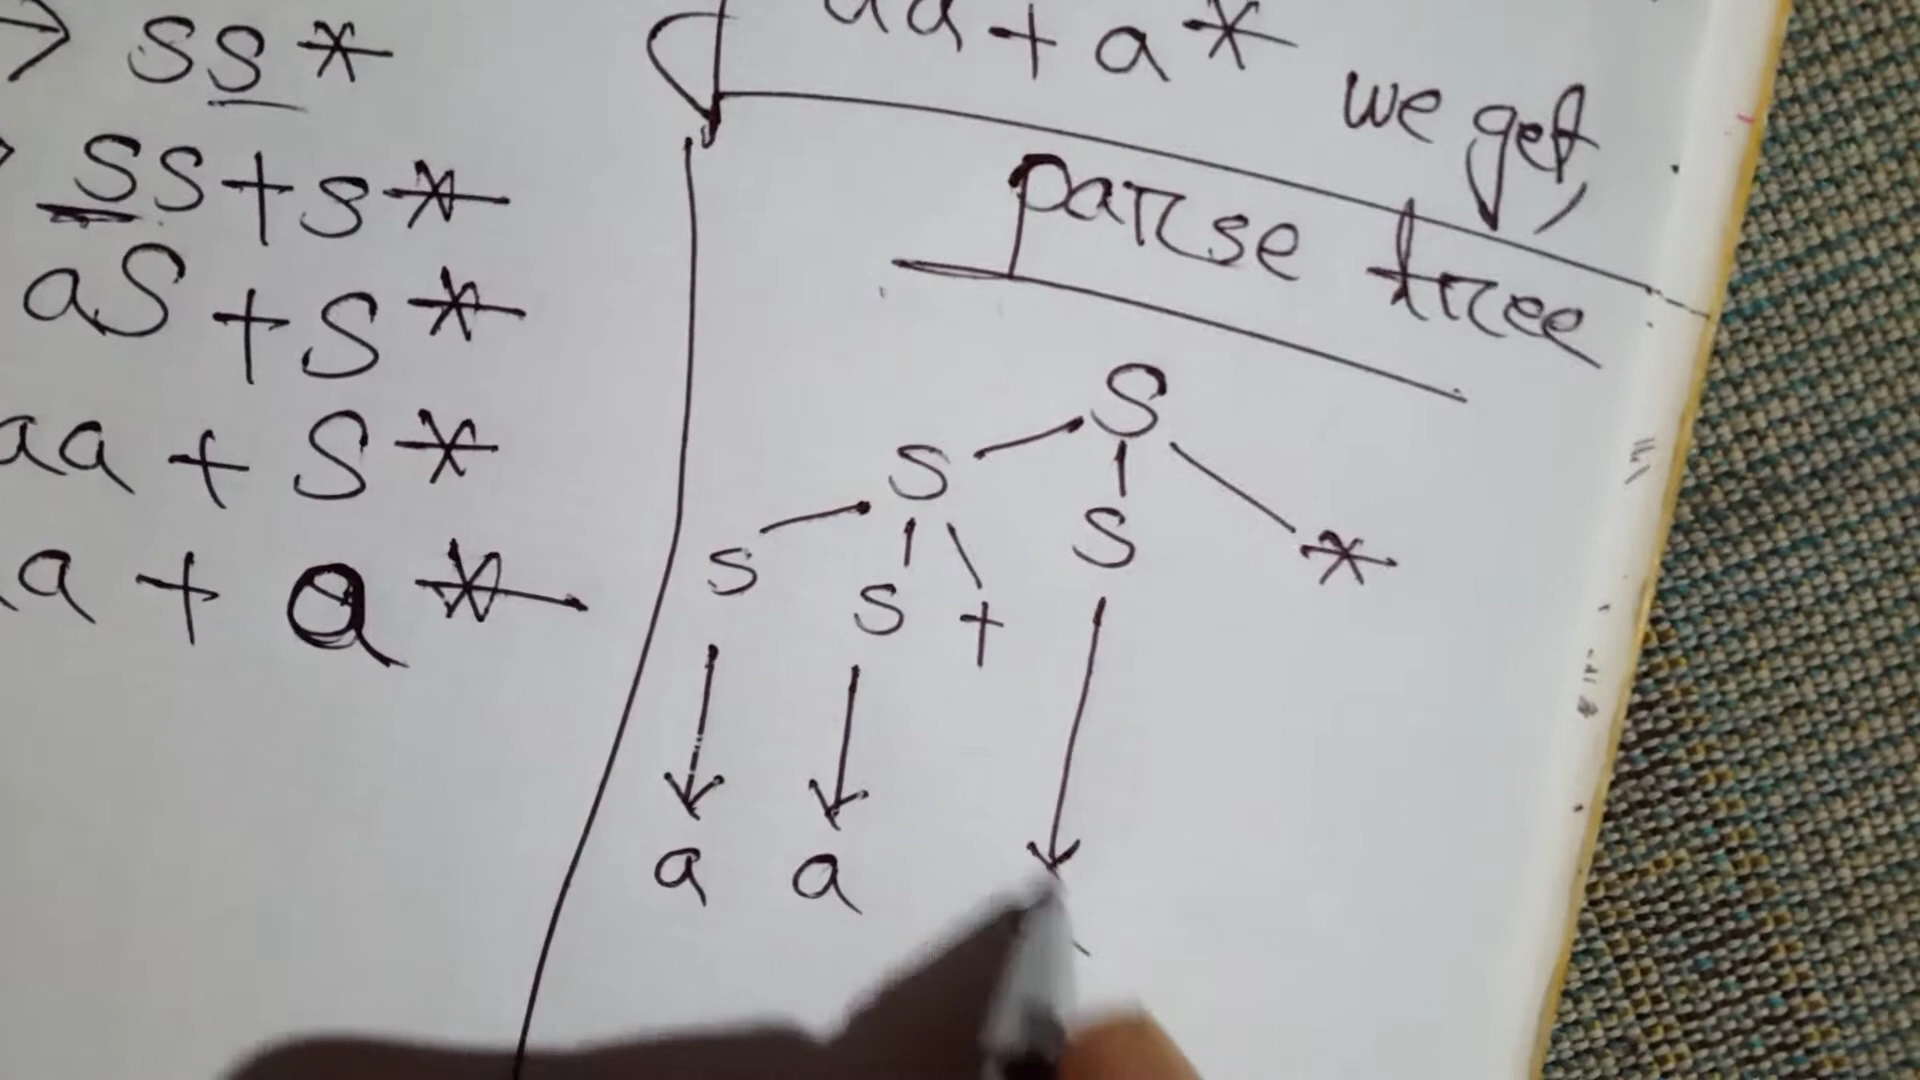 → SS *
SS + S *
aS + S *
aa + S *
a + a *
aa + a *
we get,
parse tree
S
S S *
S S +
a a